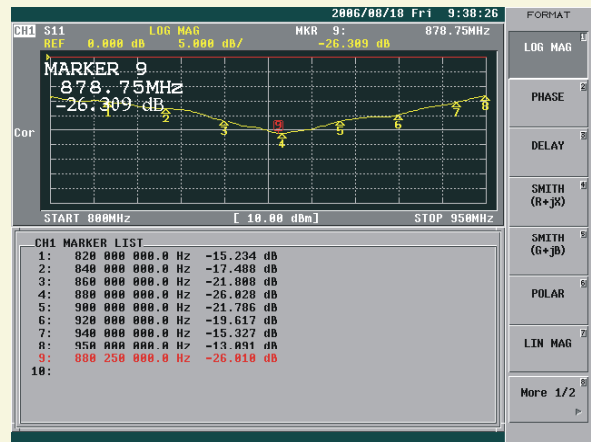 2006/08/18 Fri 9:38:26
CH1 S11 LOG MAG MKR 9: 878.75MHz
REF 0.000 dB 5.000 dB/ -26.309 dB
MARKER 9
878.75MHz
-26.309 dB
1 2 3 9 4 5 6 7 8
Cor
START 800MHz [ 10.00 dBm] STOP 950MHz
CH1 MARKER LIST
1: 820 000 000.0 Hz -15.234 dB
2: 840 000 000.0 Hz -17.488 dB
3: 860 000 000.0 Hz -21.808 dB
4: 880 000 000.0 Hz -26.028 dB
5: 900 000 000.0 Hz -21.786 dB
6: 920 000 000.0 Hz -19.617 dB
7: 940 000 000.0 Hz -15.327 dB
8: 950 000 000.0 Hz -13.091 dB
9: 880 250 000.0 Hz -26.010 dB
10:
FORMAT
LOG MAG 1
PHASE 2
DELAY 3
SMITH 4
(R+jX)
SMITH 5
(G+jB)
POLAR 6
LIN MAG 7
More 1/2 8